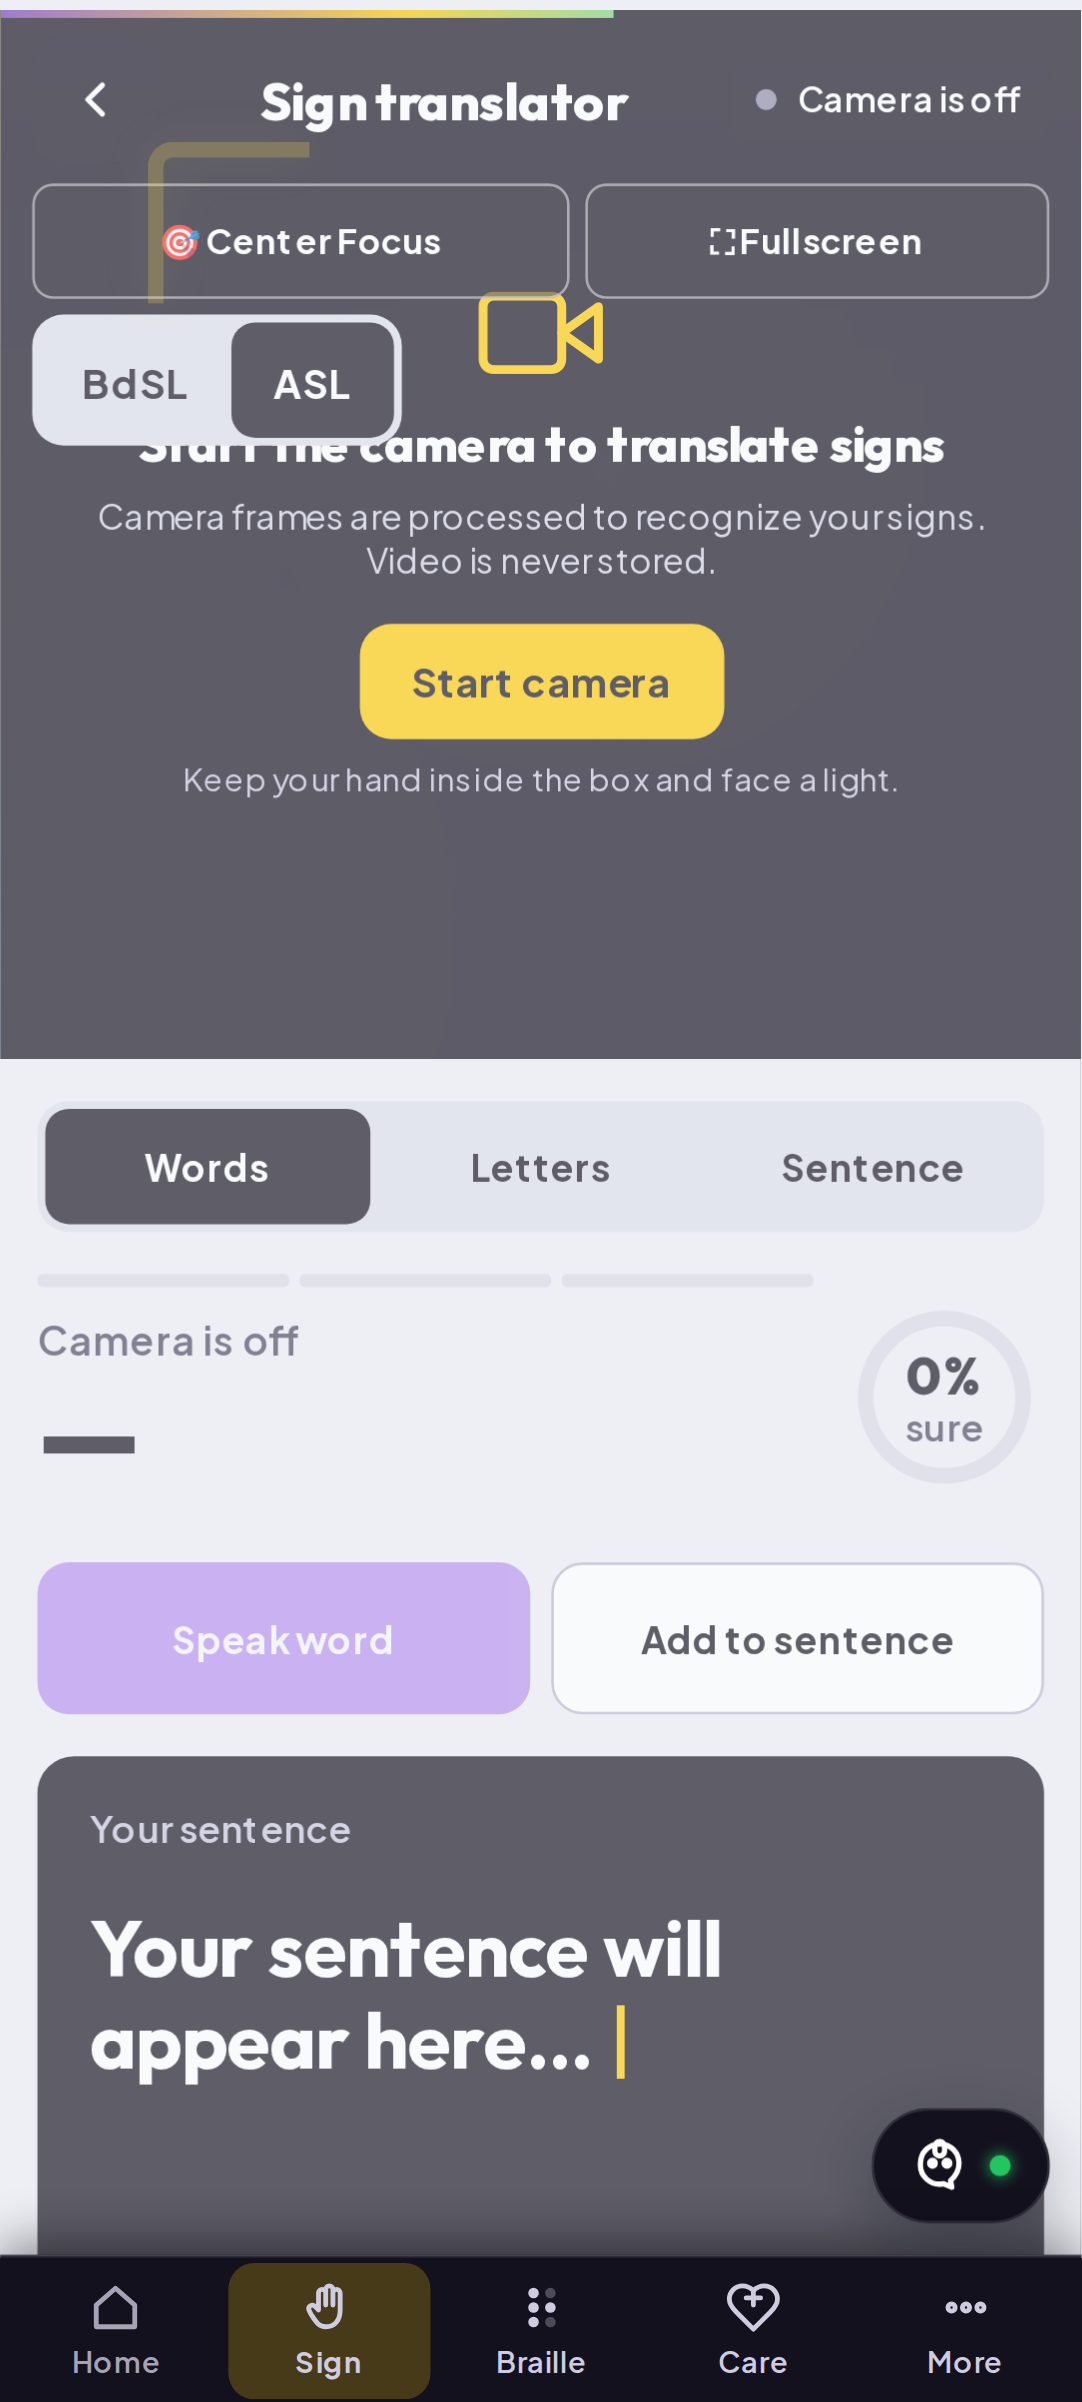 Sign translator
Camera is off
🎯 Center Focus
Fullscreen
BdSL
ASL
Start the camera to translate signs
Camera frames are processed to recognize your signs.
Video is never stored.
Start camera
Keep your hand inside the box and face a light.
Words
Letters
Sentence
Camera is off
—
0%
sure
Speak word
Add to sentence
Your sentence
Your sentence will
appear here...
Home
Sign
Braille
Care
More